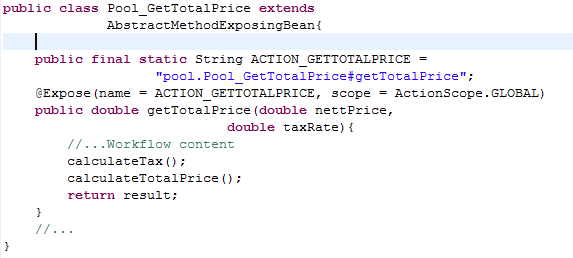 public class Pool_GetTotalPrice extends
AbstractMethodExposingBean{
public final static String ACTION_GETTOTALPRICE =
"pool.Pool_GetTotalPrice#getTotalPrice";
@Expose(name = ACTION_GETTOTALPRICE, scope = ActionScope.GLOBAL)
public double getTotalPrice(double nettPrice,
double taxRate){
//...Workflow content
calculateTax();
calculateTotalPrice();
return result;
}
//...
}